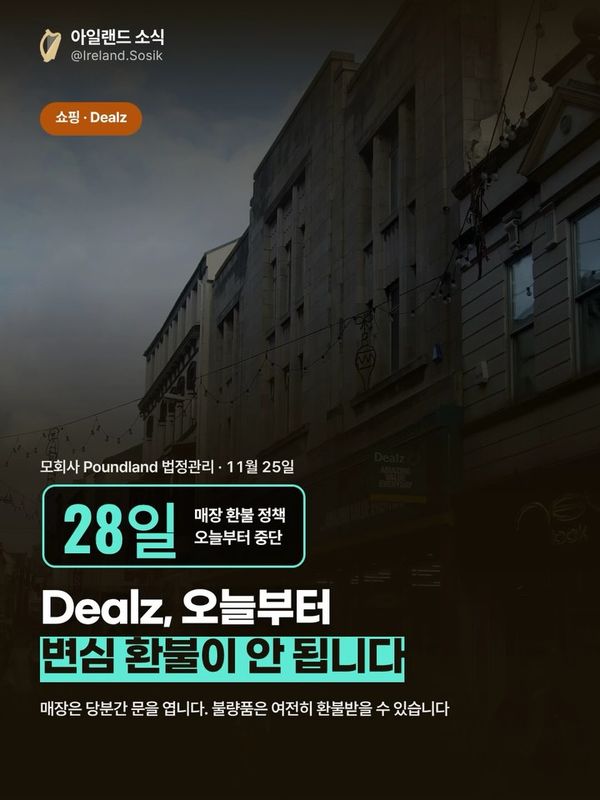 아일랜드 소식
@Ireland.Sosik
쇼핑 · Dealz
모회사 Poundland 법정관리 · 11월 25일
28일
매장 환불 정책
오늘부터 중단
Dealz, 오늘부터
변심 환불이 안 됩니다
매장은 당분간 문을 엽니다. 불량품은 여전히 환불받을 수 있습니다
Dealz
AMAZING
VALUE
EVERYDAY